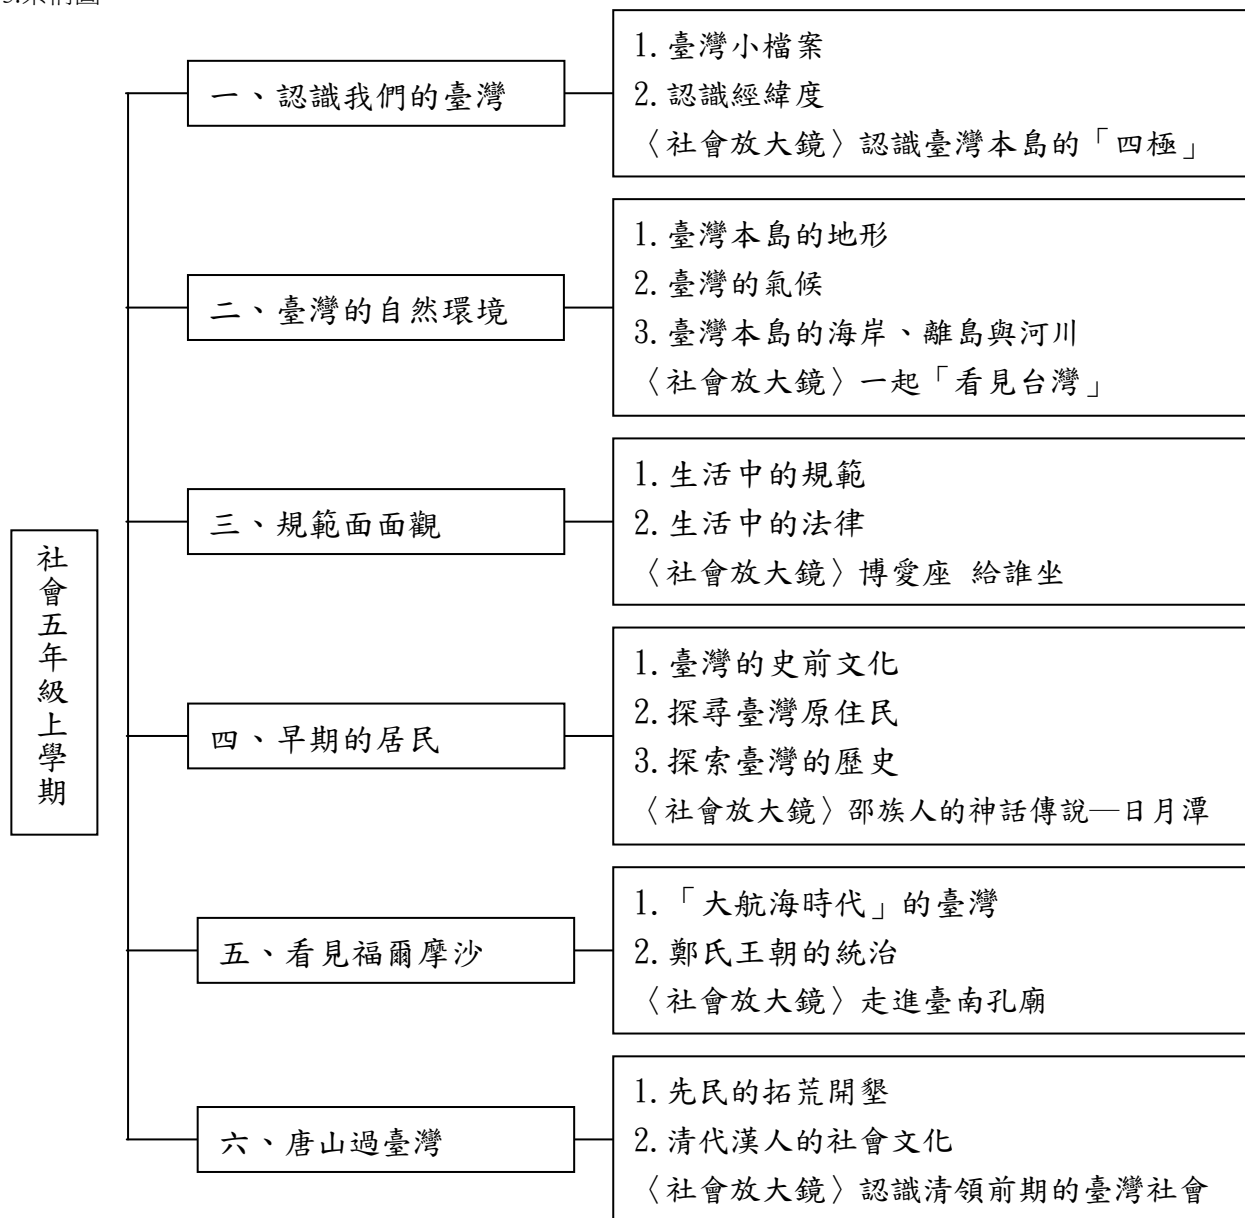 社會五年級上學期
一、認識我們的臺灣
1.臺灣小檔案
2.認識經緯度
〈社會放大鏡〉認識臺灣本島的「四極」
二、臺灣的自然環境
1.臺灣本島的地形
2.臺灣的氣候
3.臺灣本島的海岸、離島與河川
〈社會放大鏡〉一起「看見台灣」
三、規範面面觀
1.生活中的規範
2.生活中的法律
〈社會放大鏡〉博愛座 給誰坐
四、早期的居民
1.臺灣的史前文化
2.探尋臺灣原住民
3.探索臺灣的歷史
〈社會放大鏡〉邵族人的神話傳說—日月潭
五、看見福爾摩沙
1.「大航海時代」的臺灣
2.鄭氏王朝的統治
〈社會放大鏡〉走進臺南孔廟
六、唐山過臺灣
1.先民的拓荒開墾
2.清代漢人的社會文化
〈社會放大鏡〉認識清領前期的臺灣社會